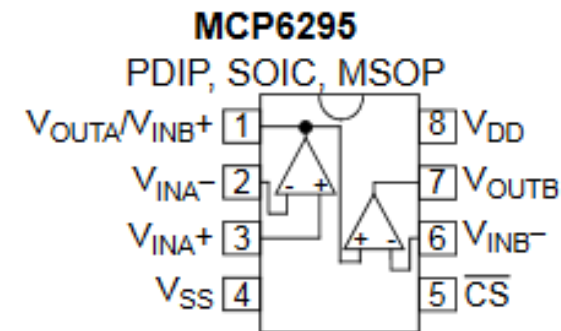 MCP6295
PDIP, SOIC, MSOP
VOUTA/VINB+ 1 8 VDD
VINA– 2 - + 7 VOUTB
VINA+ 3 + - 6 VINB–
VSS 4 5 C̅S̅